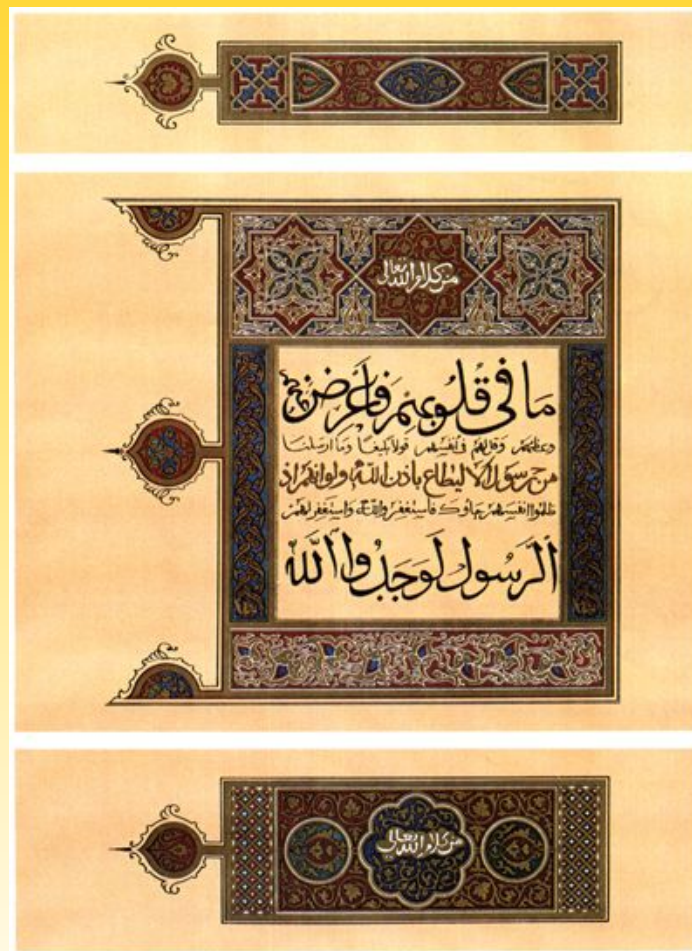 من كلام الله تعالى
ما في قلوبهم فأعرض عنهم
وعظهم وقل لهم في أنفسهم قولا بليغا وما أرسلنا
من رسول إلا ليطاع بإذن الله ولو أنهم إذ
ظلموا أنفسهم جاؤوك فاستغفروا الله واستغفر لهم
الرسول لوجدوا الله
من كلام الله تعالى